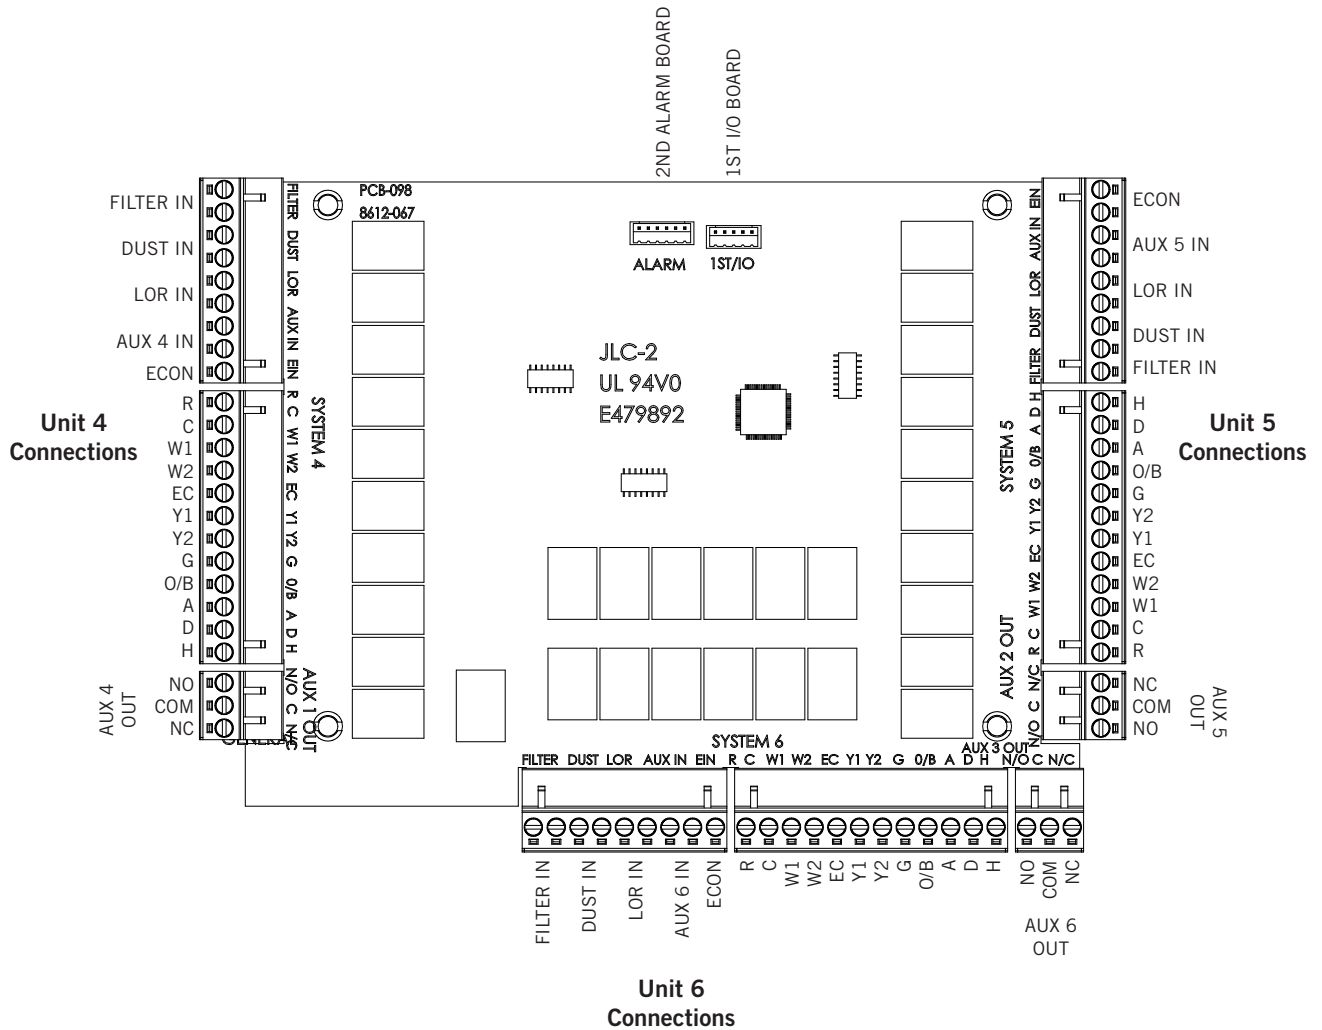 2ND ALARM BOARD
1ST I/O BOARD
PCB-098
8612-067
ALARM
1ST/IO
JLC-2
UL 94V0
E479892
FILTER IN
DUST IN
LOR IN
AUX 4 IN
ECON
Unit 4
Connections
R
C
W1
W2
EC
Y1
Y2
G
O/B
A
D
H
AUX 4
OUT
NO
COM
NC
FILTER DUST LOR AUX IN EIN
R C W1 W2 EC Y1 Y2 G O/B A D H
N/O C N/C
SYSTEM 4
AUX 1 OUT
SYSTEM 5
AUX 2 OUT
N/O C N/C
R C W1 W2 EC Y1 Y2 G O/B A D H
FILTER DUST LOR AUX IN EIN
ECON
AUX 5 IN
LOR IN
DUST IN
FILTER IN
Unit 5
Connections
H
D
A
O/B
G
Y2
Y1
EC
W2
W1
C
R
NC
COM
NO
AUX 5
OUT
SYSTEM 6
AUX 3 OUT
FILTER DUST LOR AUX IN EIN R C W1 W2 EC Y1 Y2 G O/B A D H N/O C N/C
FILTER IN
DUST IN
LOR IN
AUX 6 IN
ECON
R
C
W1
W2
EC
Y1
Y2
G
O/B
A
D
H
NO
COM
NC
AUX 6
OUT
Unit 6
Connections